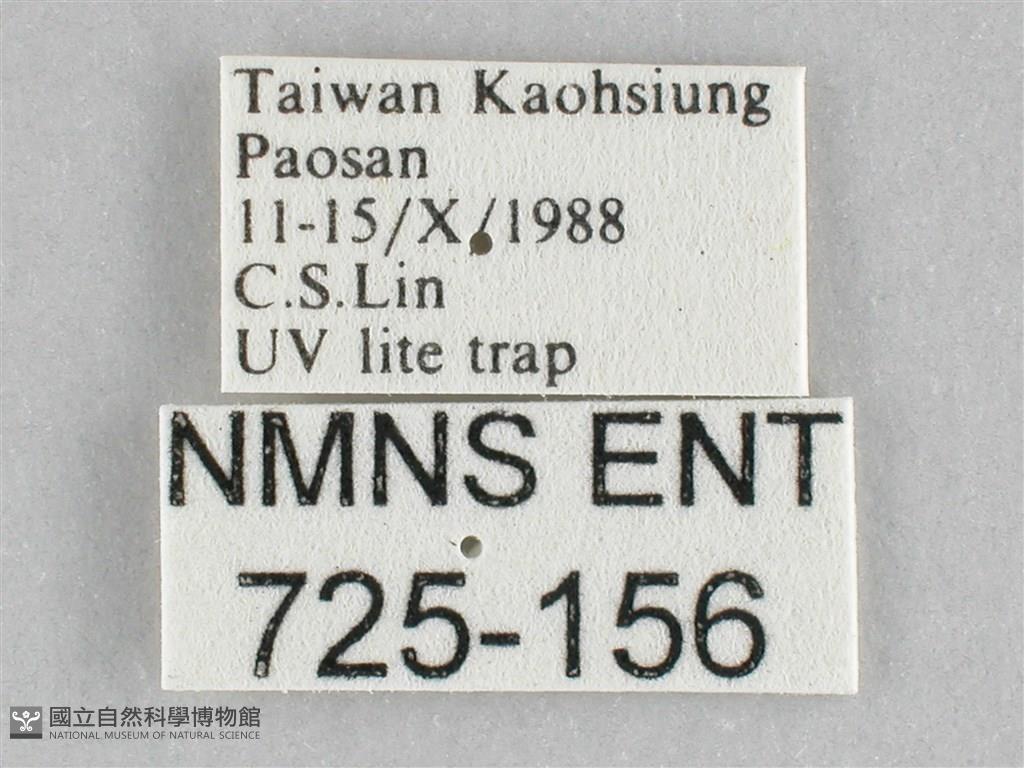 Taiwan Kaohsiung
Paosan
11-15/X/1988
C.S.Lin
UV lite trap
NMNS ENT
725-156
國立自然科學博物館
NATIONAL MUSEUM OF NATURAL SCIENCE